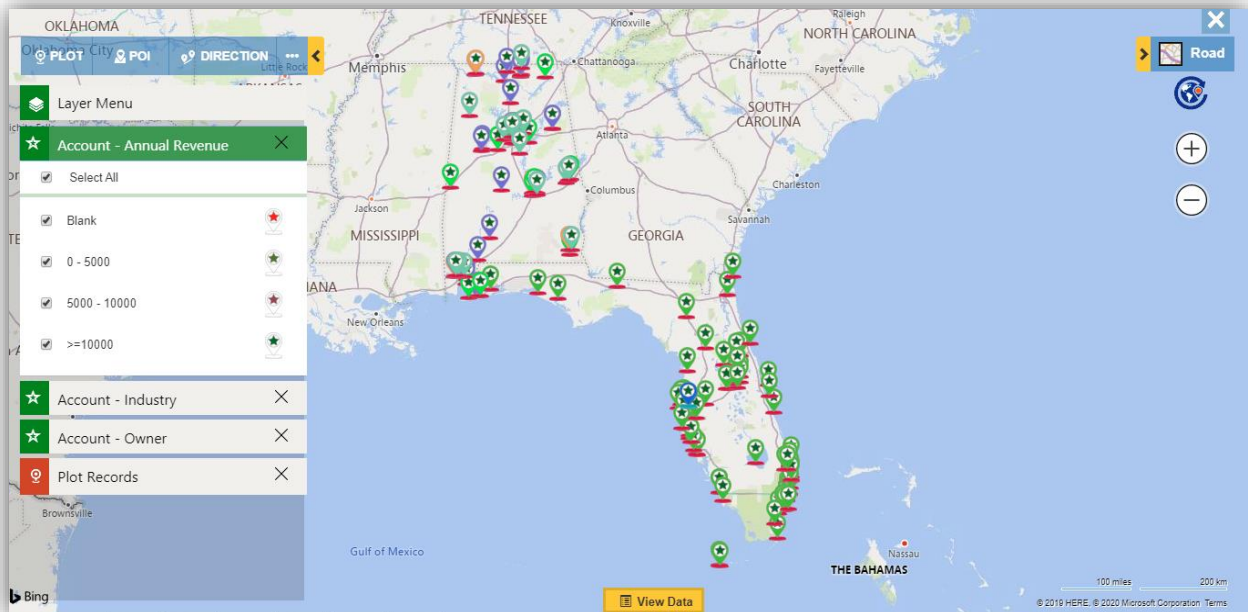 OKLAHOMA
TENNESSEE
Knoxville
Raleigh
NORTH CAROLINA
PLOT
POI
DIRECTION
...
Little Rock
Memphis
Chattanooga
Charlotte
Fayetteville
Road
Layer Menu
Account - Annual Revenue
Select All
Blank
0 - 5000
5000 - 10000
>=10000
Account - Industry
Account - Owner
Plot Records
SOUTH
CAROLINA
Atlanta
Columbus
Charleston
Savannah
Jackson
MISSISSIPPI
GEORGIA
IANA
New Orleans
Brownsville
Gulf of Mexico
Nassau
THE BAHAMAS
Bing
View Data
100 miles
200 km
© 2019 HERE, © 2020 Microsoft Corporation Terms